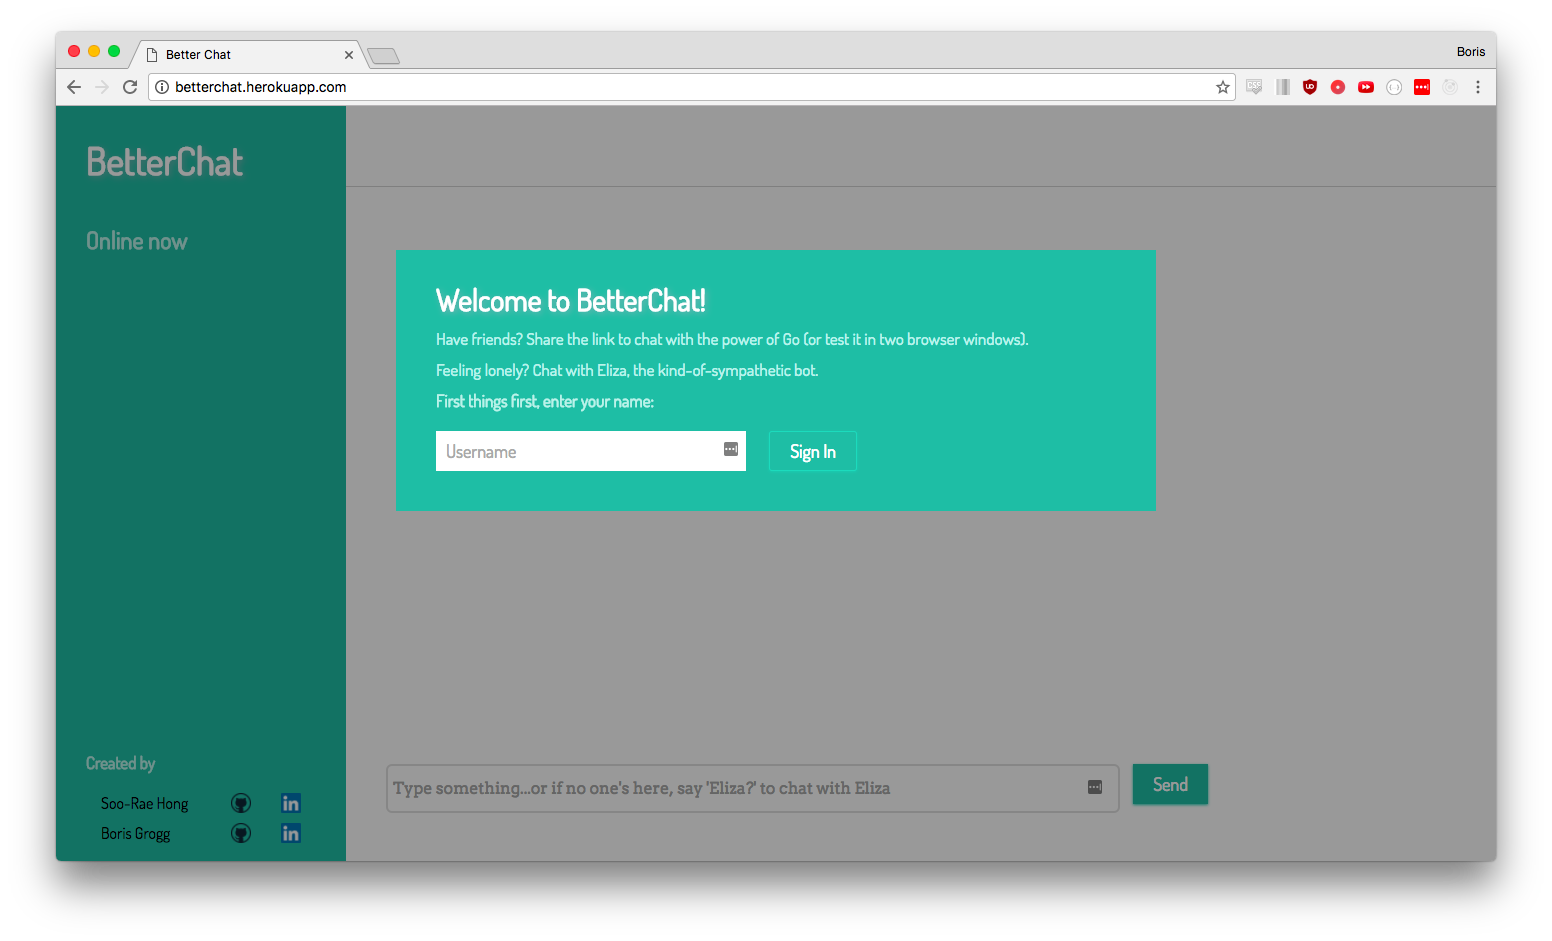 Better Chat
Boris
betterchat.herokuapp.com
BetterChat
Online now
Welcome to BetterChat!
Have friends? Share the link to chat with the power of Go (or test it in two browser windows).
Feeling lonely? Chat with Eliza, the kind-of-sympathetic bot.
First things first, enter your name:
Username
Sign In
Type something...or if no one's here, say 'Eliza?' to chat with Eliza
Send
Created by
Soo-Rae Hong
in
Boris Grogg
in